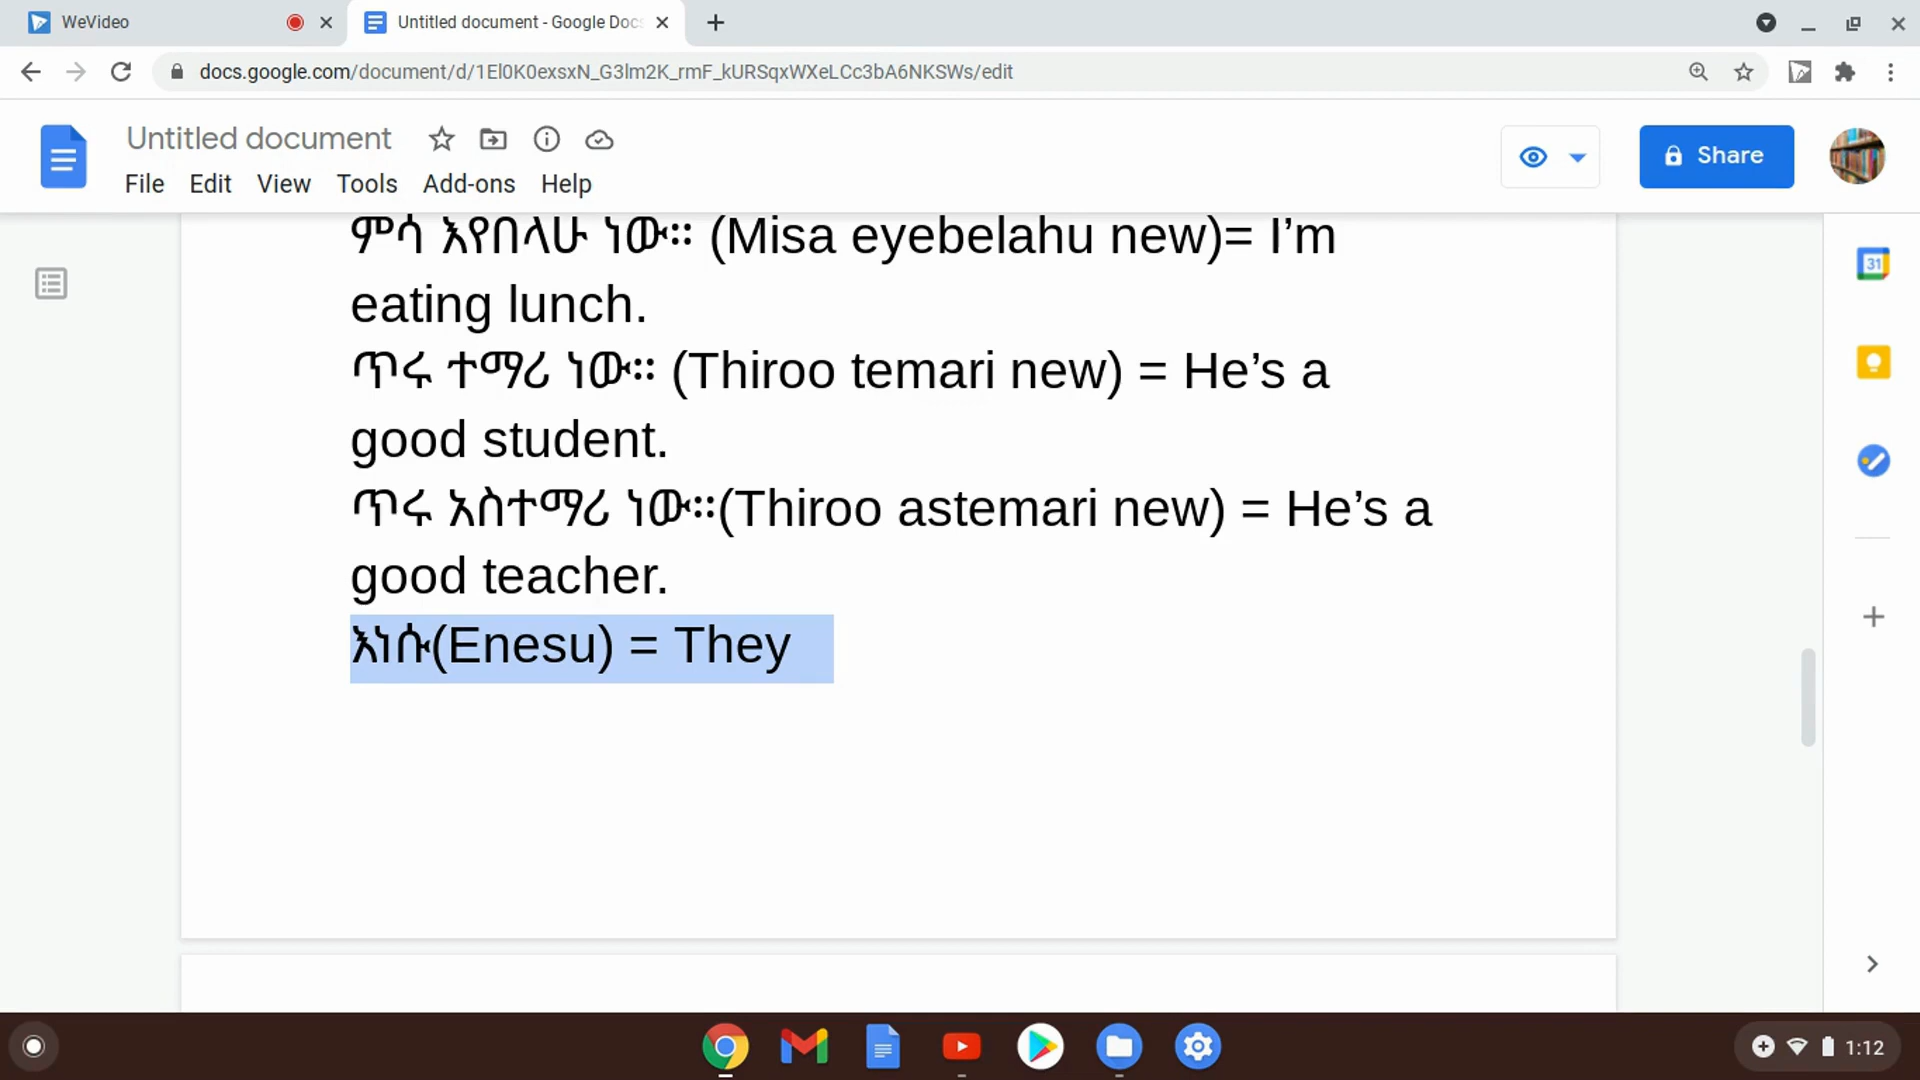 WeVideo
Untitled document - Google Docs
docs.google.com/document/d/1El0K0exsxN_G3lm2K_rmF_kURSqxWXeLCc3bA6NKSWs/edit
Untitled document
File Edit View Tools Add-ons Help
Share
31
ምሳ እየበላሁ ነው። (Misa eyebelahu new)= I’m
eating lunch.
ጥሩ ተማሪ ነው። (Thiroo temari new) = He’s a
good student.
ጥሩ አስተማሪ ነው።(Thiroo astemari new) = He’s a
good teacher.
እነሱ(Enesu) = They
1:12